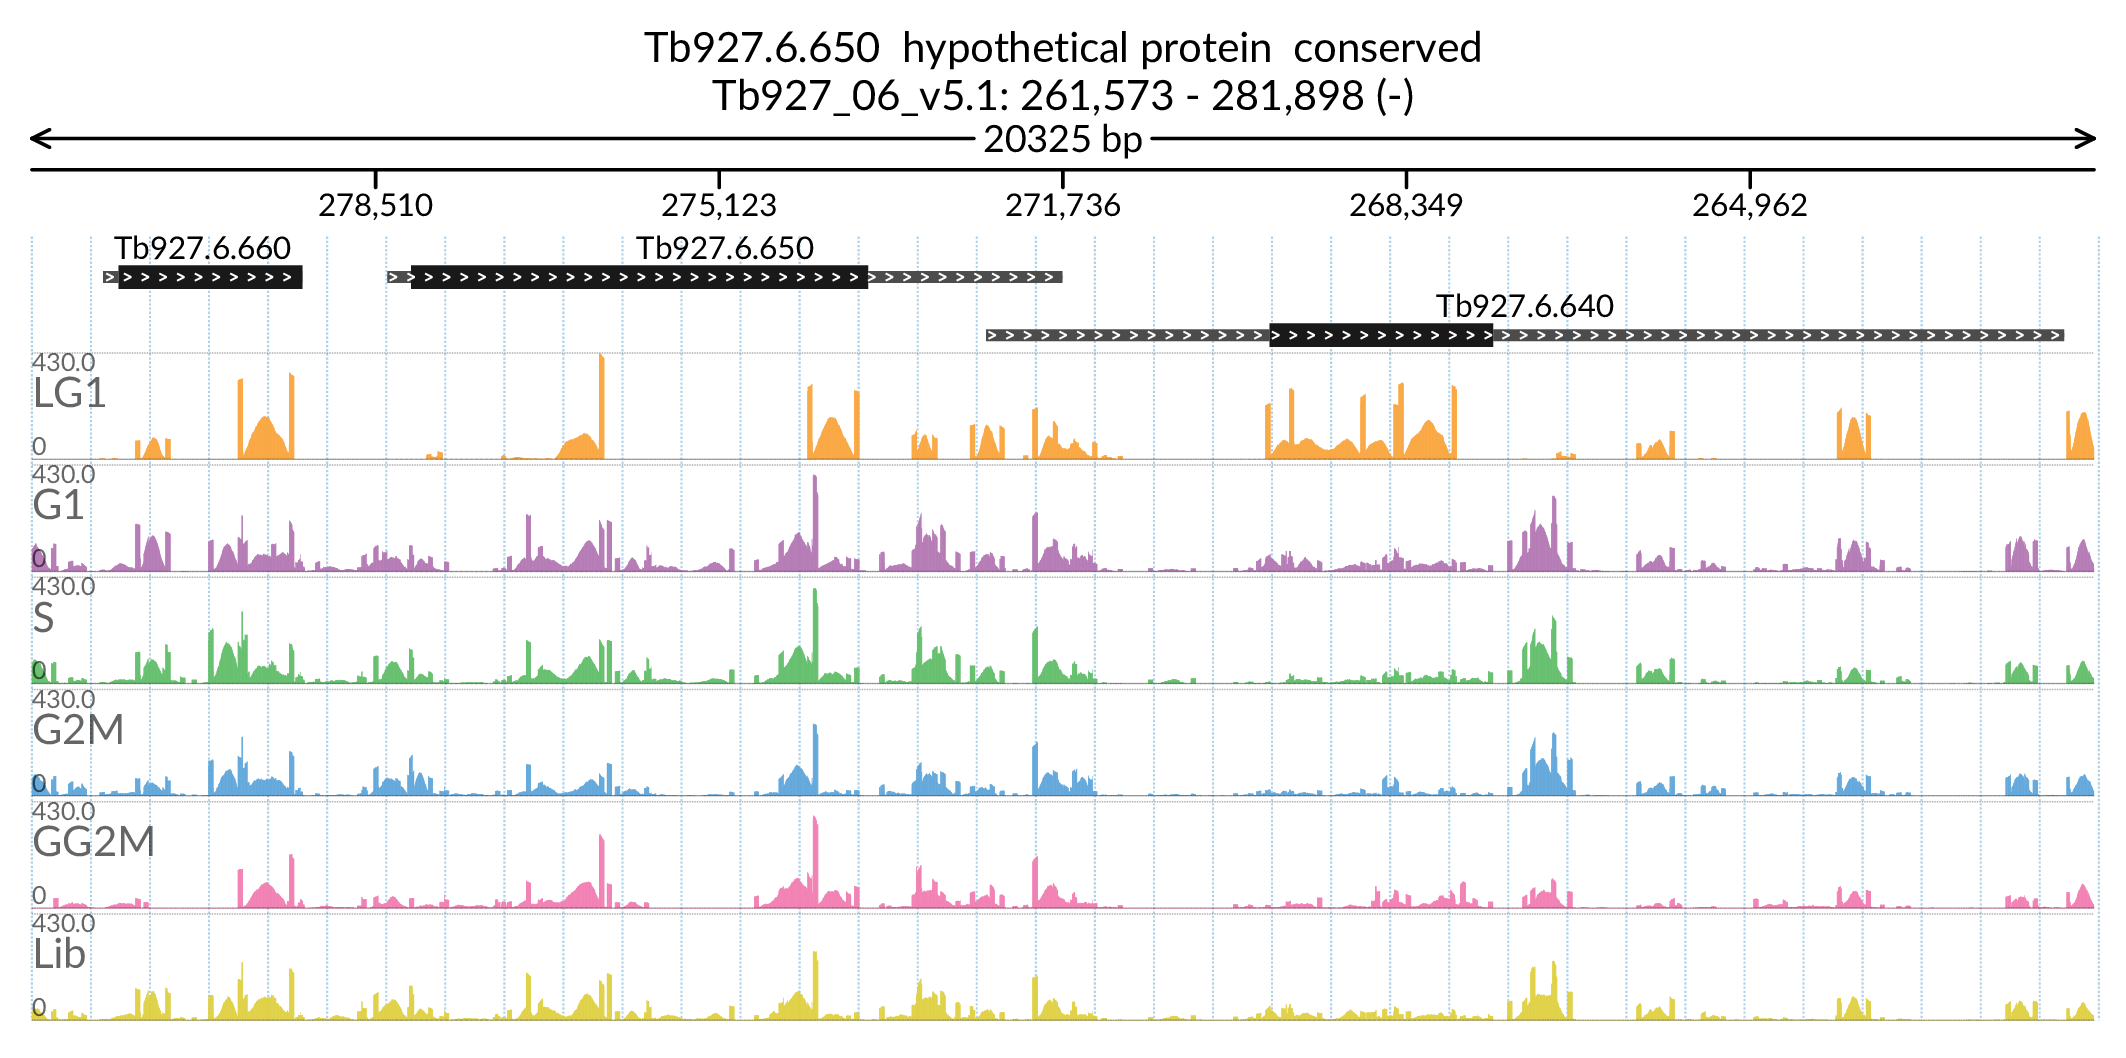 Tb927.6.650  hypothetical protein  conserved
Tb927_06_v5.1: 261,573 - 281,898 (-)
20325 bp
278,510 275,123 271,736 268,349 264,962
Tb927.6.660 Tb927.6.650
Tb927.6.640
430.0
LG1
0
430.0
G1
0
430.0
S
0
430.0
G2M
0
430.0
GG2M
0
430.0
Lib
0